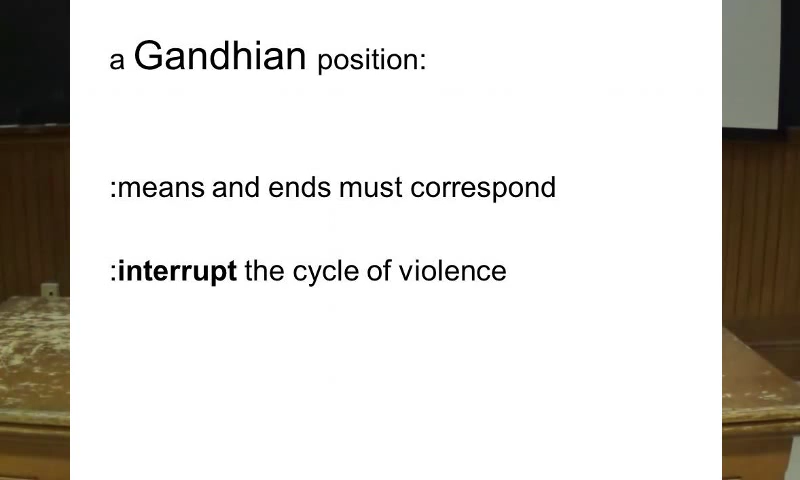 a Gandhian position:
:means and ends must correspond
:interrupt the cycle of violence